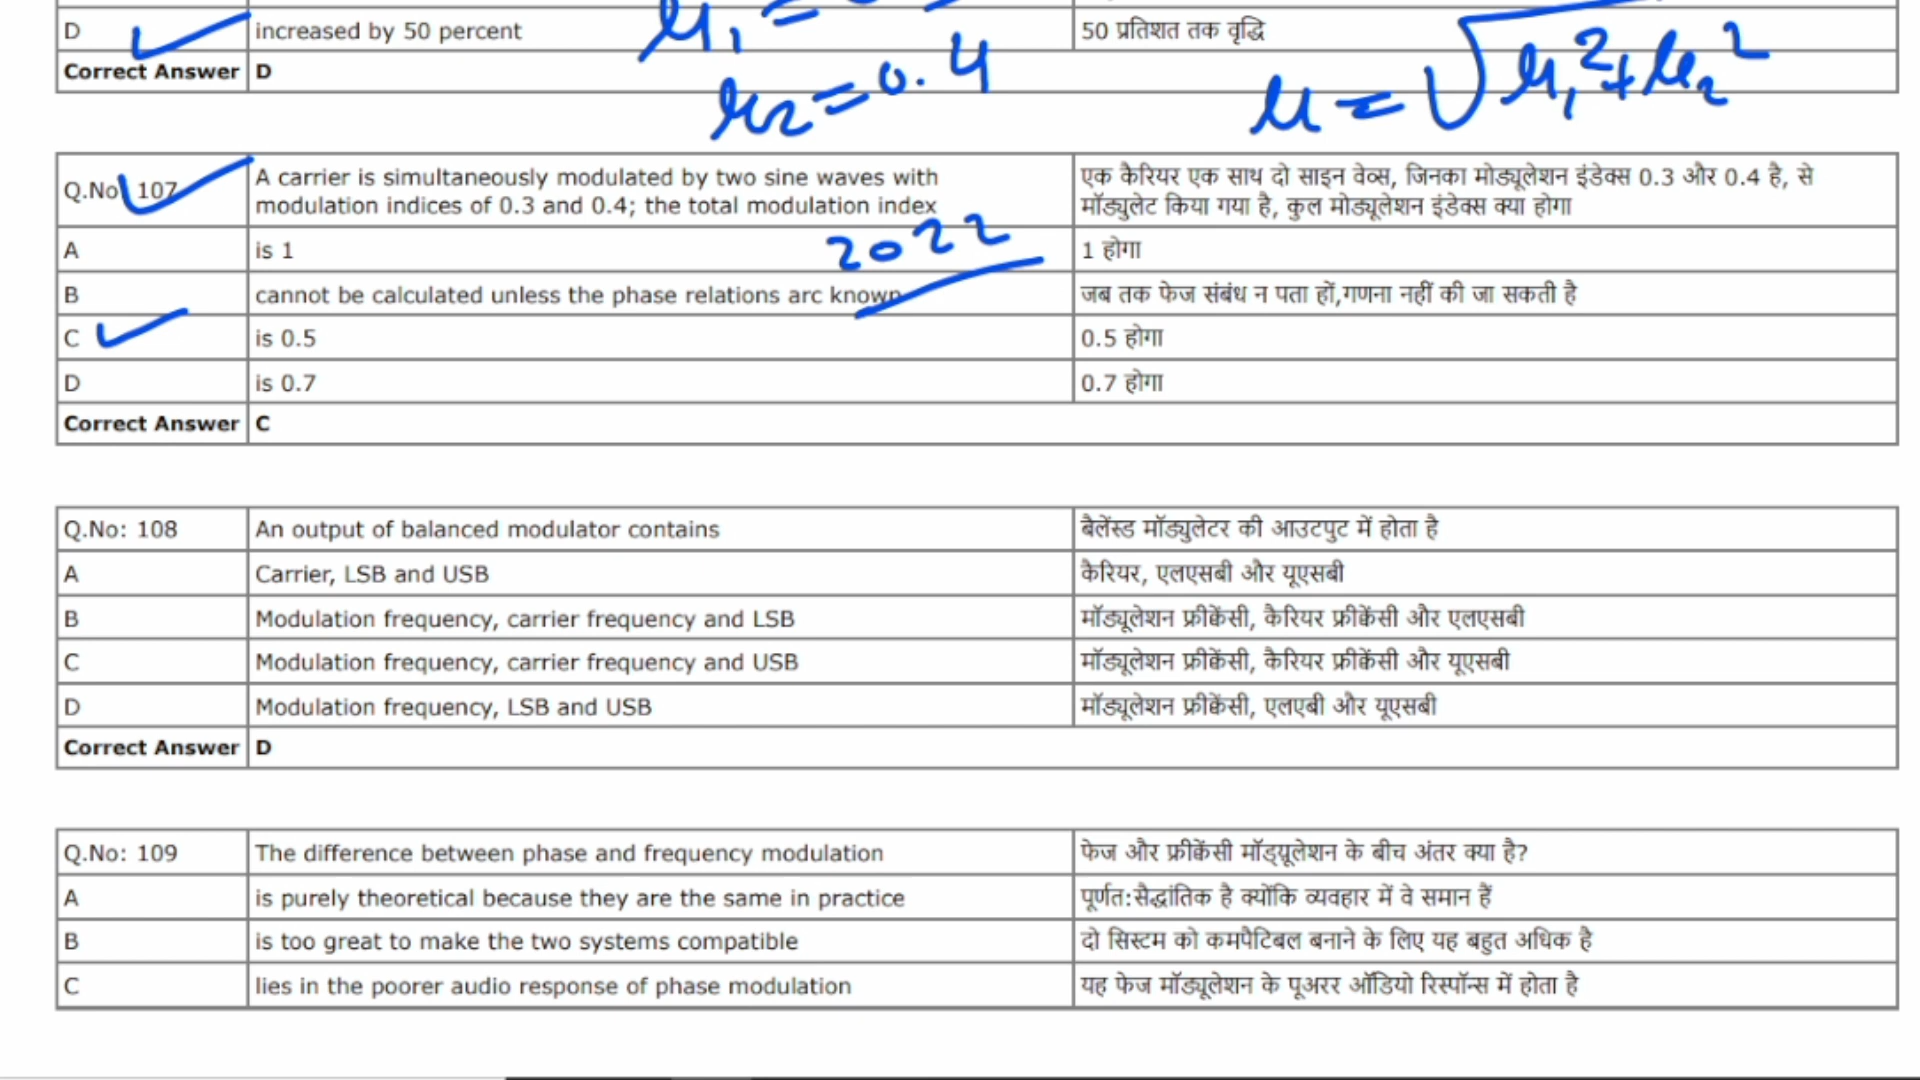 D increased by 50 percent 50 प्रतिशत तक वृद्धि
Correct Answer D
μ₁ =
μ₂ = 0.4
μ = √μ₁² + μ₂²
Q.No 107 A carrier is simultaneously modulated by two sine waves with modulation indices of 0.3 and 0.4; the total modulation index
एक कैरियर एक साथ दो साइन वेव्स, जिनका मोड्यूलेशन इंडेक्स 0.3 और 0.4 है, से
मॉड्युलेट किया गया है, कुल मोड्यूलेशन इंडेक्स क्या होगा
2022
A is 1 1 होगा
B cannot be calculated unless the phase relations arc known जब तक फेज संबंध न पता हों,गणना नहीं की जा सकती है
C is 0.5 0.5 होगा
D is 0.7 0.7 होगा
Correct Answer C
Q.No: 108 An output of balanced modulator contains बैलेंस्ड मॉड्युलेटर की आउटपुट में होता है
A Carrier, LSB and USB कैरियर, एलएसबी और यूएसबी
B Modulation frequency, carrier frequency and LSB मॉड्यूलेशन फ्रीक्वेंसी, कैरियर फ्रीक्वेंसी और एलएसबी
C Modulation frequency, carrier frequency and USB मॉड्यूलेशन फ्रीक्वेंसी, कैरियर फ्रीक्वेंसी और यूएसबी
D Modulation frequency, LSB and USB मॉड्यूलेशन फ्रीक्वेंसी, एलएबी और यूएसबी
Correct Answer D
Q.No: 109 The difference between phase and frequency modulation फेज और फ्रीक्वेंसी मॉड्यूलेशन के बीच अंतर क्या है?
A is purely theoretical because they are the same in practice पूर्णत:सैद्धांतिक है क्योंकि व्यवहार में वे समान हैं
B is too great to make the two systems compatible दो सिस्टम को कमपैटिबल बनाने के लिए यह बहुत अधिक है
C lies in the poorer audio response of phase modulation यह फेज मॉड्यूलेशन के पूअरर ऑडियो रिस्पॉन्स में होता है